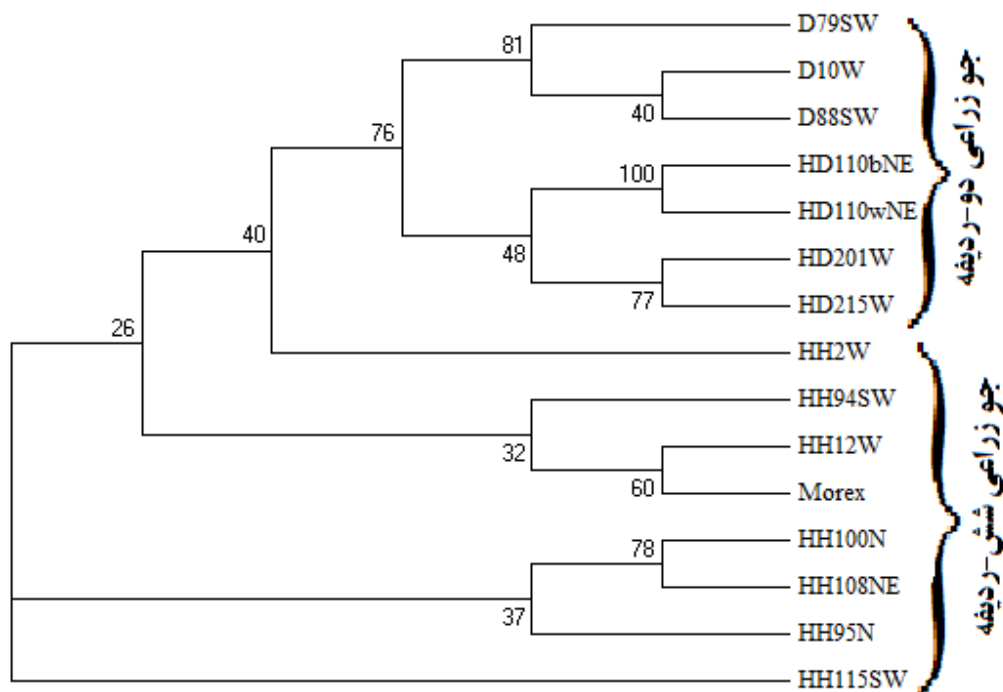 D79SW
81
D10W
40
D88SW
76
HD110bNE
100
HD110wNE
48
HD201W
77
HD215W
جو زراعی دو-ردیفه
40
HH2W
26
HH94SW
32
HH12W
60
Morex
HH100N
78
HH108NE
37
HH95N
HH115SW
جو زراعی شش-ردیفه